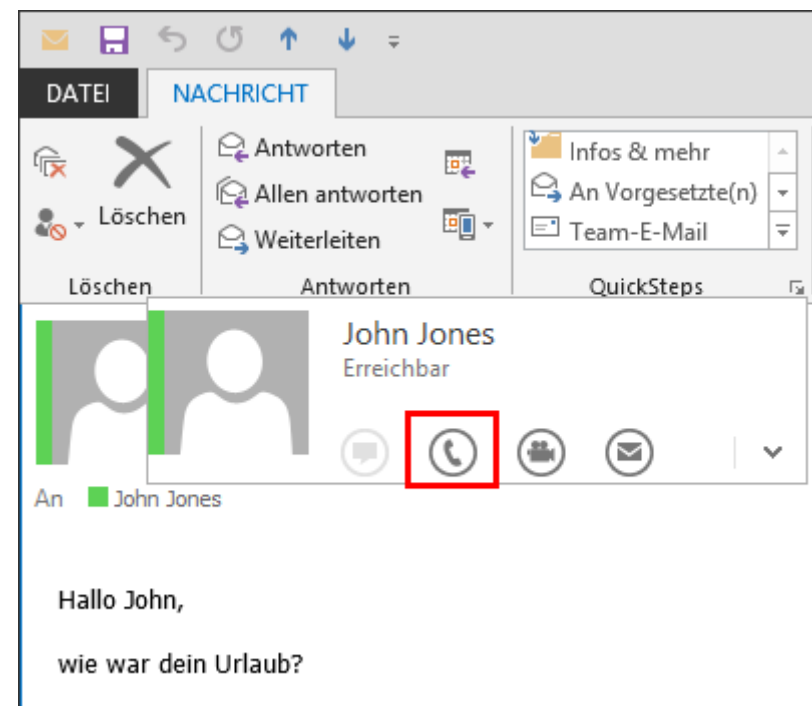 DATEI NACHRICHT
Antworten Infos & mehr
Allen antworten An Vorgesetzte(n)
Löschen Weiterleiten Team-E-Mail
Löschen Antworten QuickSteps
John Jones
Erreichbar
An John Jones
Hallo John,
wie war dein Urlaub?